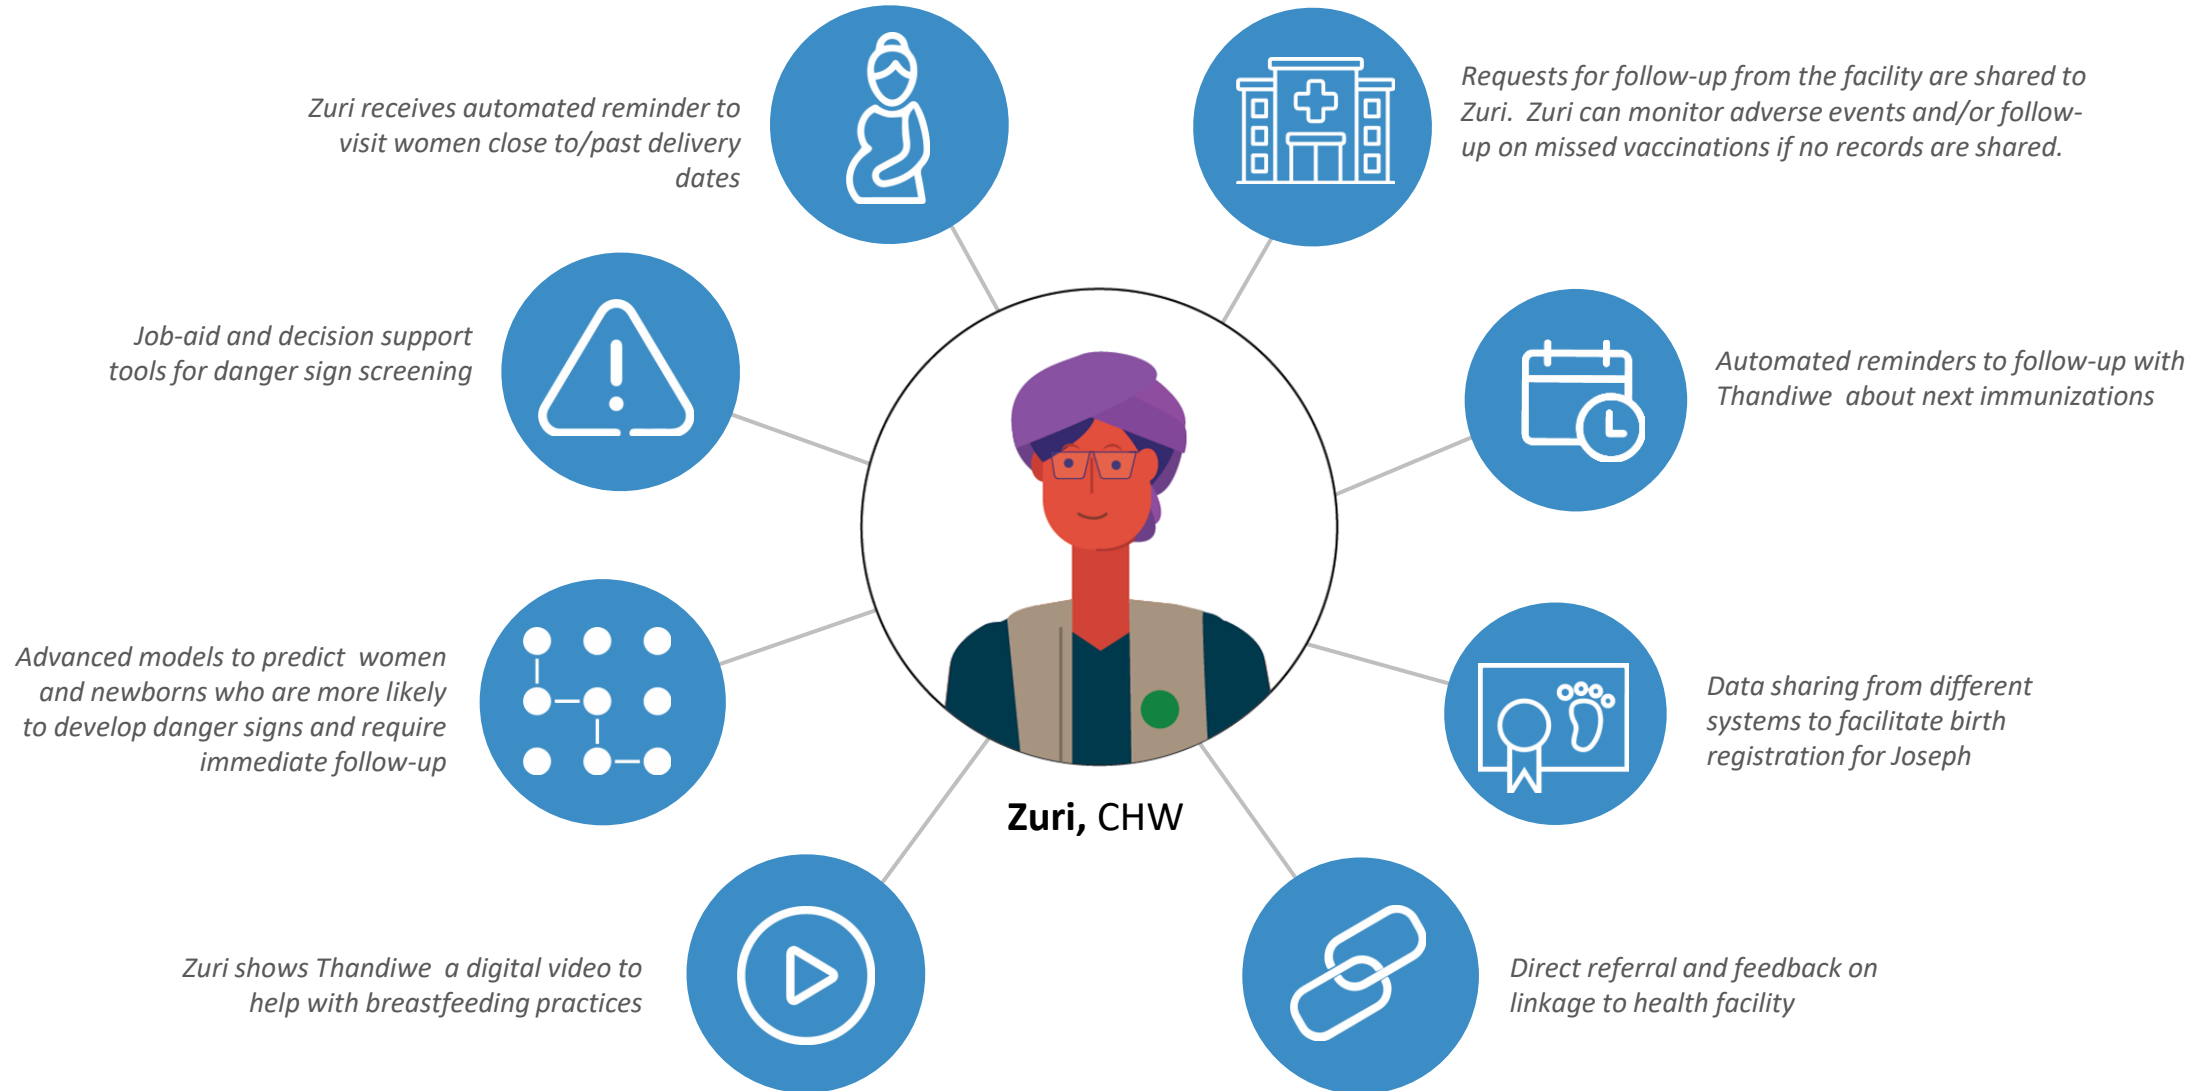 Zuri receives automated reminder to
visit women close to/past delivery
dates
Requests for follow-up from the facility are shared to
Zuri.  Zuri can monitor adverse events and/or follow-
up on missed vaccinations if no records are shared.
Job-aid and decision support
tools for danger sign screening
Automated reminders to follow-up with
Thandiwe  about next immunizations
Advanced models to predict  women
and newborns who are more likely
to develop danger signs and require
immediate follow-up
Data sharing from different
systems to facilitate birth
registration for Joseph
Zuri, CHW
Zuri shows Thandiwe  a digital video to
help with breastfeeding practices
Direct referral and feedback on
linkage to health facility